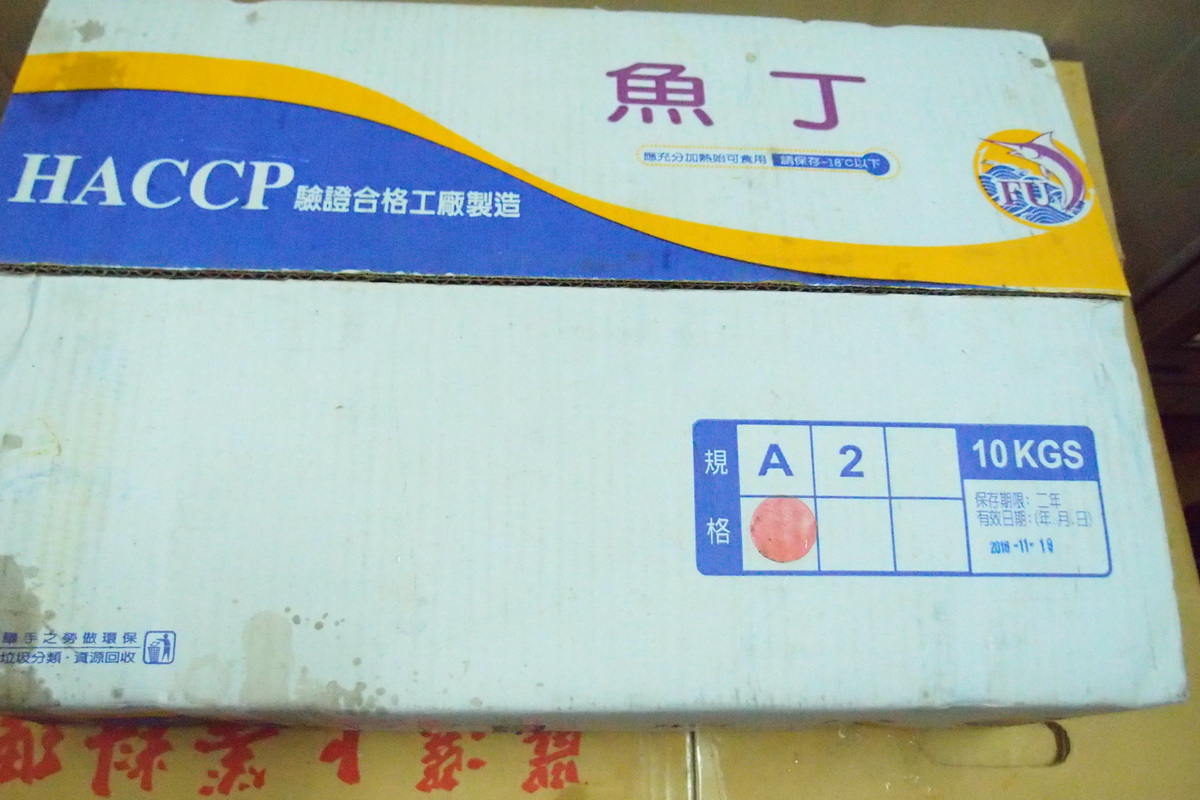 魚丁
應充分加熱始可食用 請保存-18℃以下
FU
HACCP 驗證合格工廠製造
規格
A 2
10KGS
保存期限：二年
有效日期：(年.月.日)
舉手之勞做環保
垃圾分類·資源回收